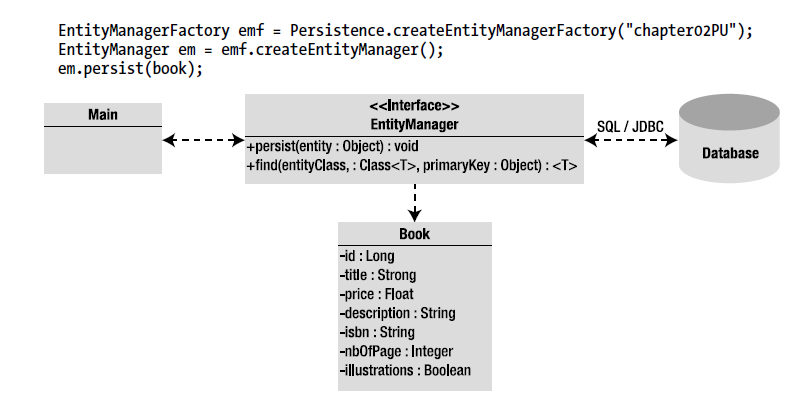 EntityManagerFactory emf = Persistence.createEntityManagerFactory("chapter02PU");
EntityManager em = emf.createEntityManager();
em.persist(book);
Main
<<Interface>>
EntityManager
+persist(entity : Object) : void
+find(entityClass, : Class<T>, primaryKey : Object) : <T>
SQL / JDBC
Database
Book
-id : Long
-title : Strong
-price : Float
-description : String
-isbn : String
-nbOfPage : Integer
-illustrations : Boolean